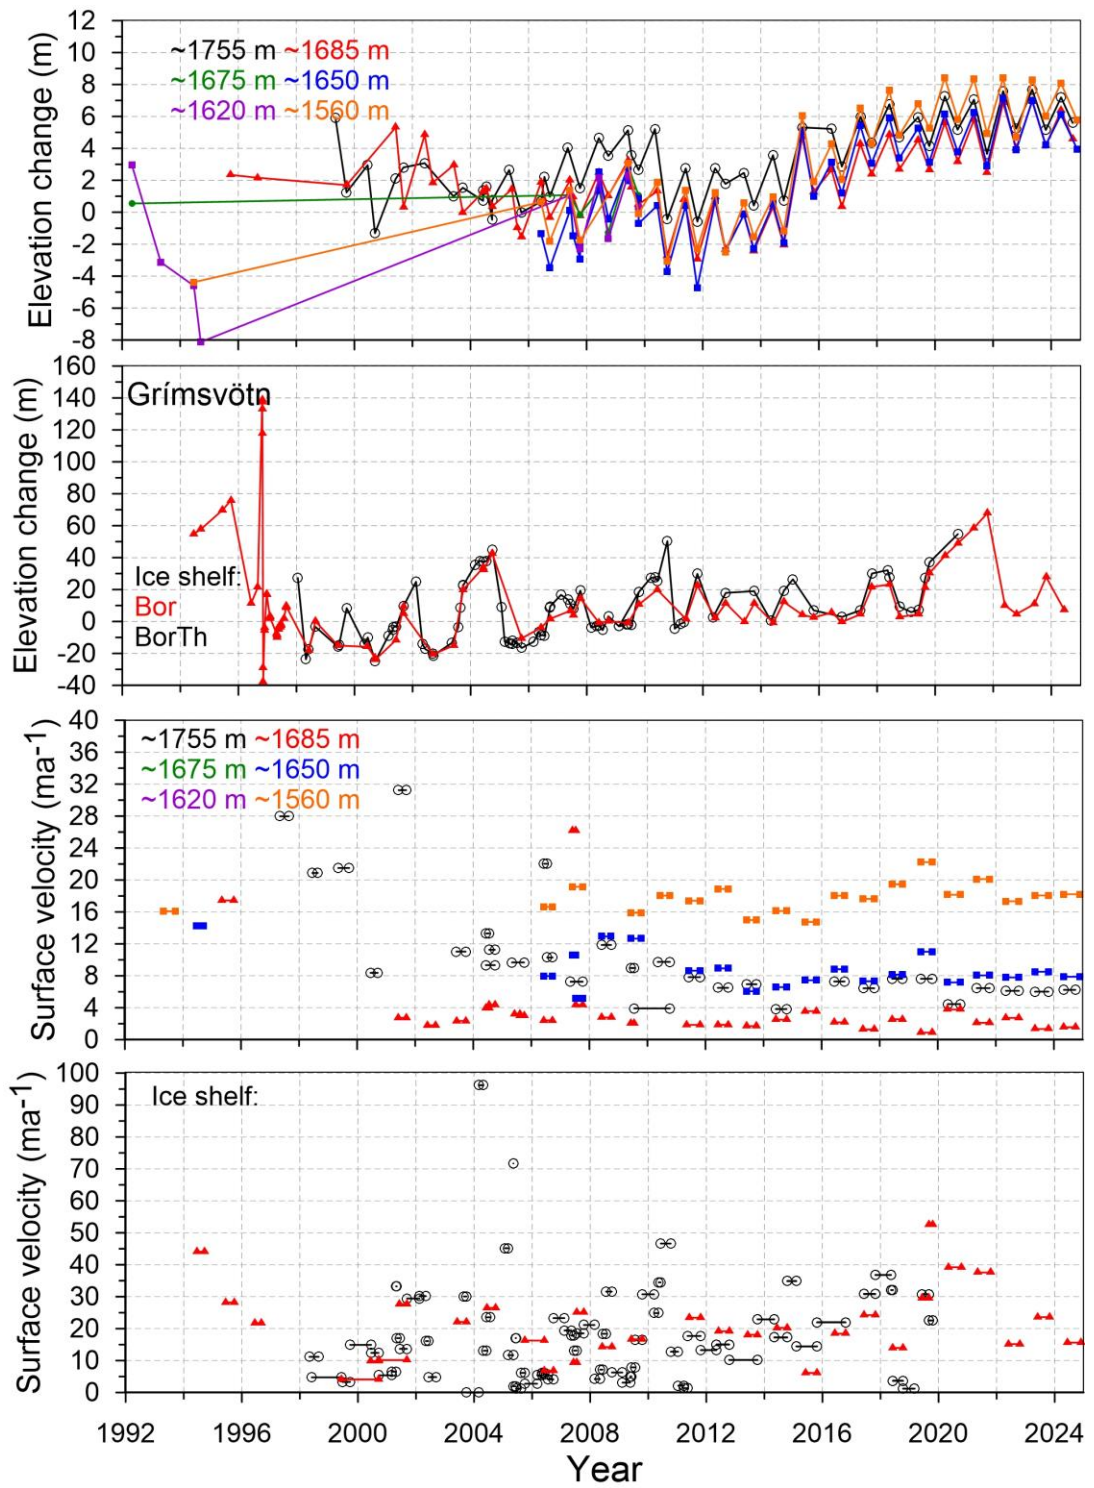 12
10
8
6
4
2
0
-2
-4
-6
-8
Elevation change (m)
~1755 m ~1685 m
~1675 m ~1650 m
~1620 m ~1560 m
160
140
120
100
80
60
40
20
0
-20
-40
Elevation change (m)
Grímsvötn
Ice shelf:
Bor
BorTh
40
36
32
28
24
20
16
12
8
4
0
Surface velocity (ma-1)
~1755 m ~1685 m
~1675 m ~1650 m
~1620 m ~1560 m
100
90
80
70
60
50
40
30
20
10
0
Surface velocity (ma-1)
Ice shelf:
1992 1996 2000 2004 2008 2012 2016 2020 2024
Year